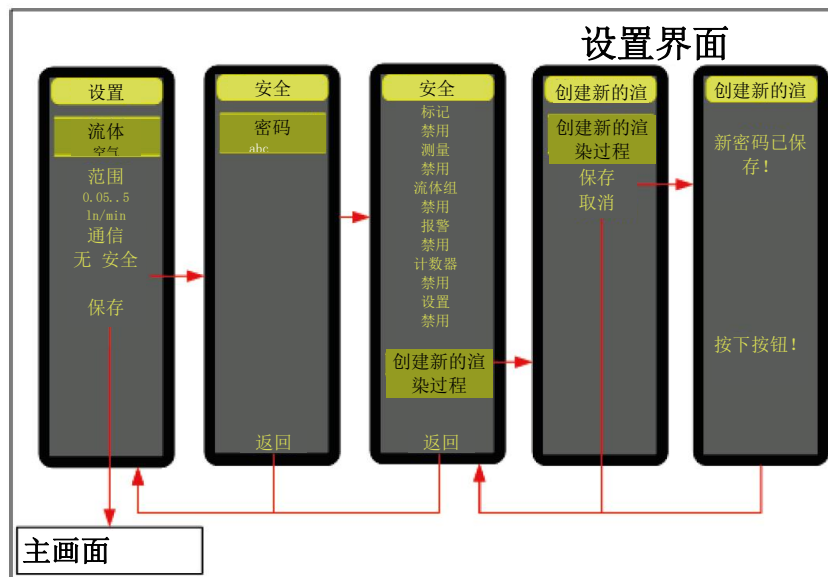 设置界面
设置
流体
空气
范围
0.05..5
ln/min
通信
无 安全
保存
安全
密码
abc
返回
安全
标记
禁用
测量
禁用
流体组
禁用
报警
禁用
计数器
禁用
设置
禁用
创建新的渲
染过程
返回
创建新的渲
创建新的渲
染过程
保存
取消
创建新的渲
新密码已保
存!
按下按钮!
主画面